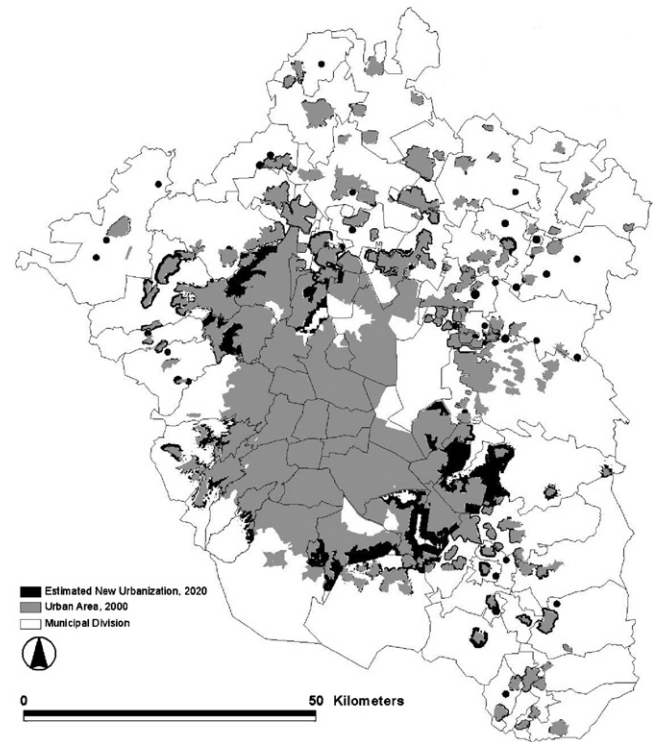 Estimated New Urbanization, 2020
Urban Area, 2000
Municipal Division
0 50 Kilometers